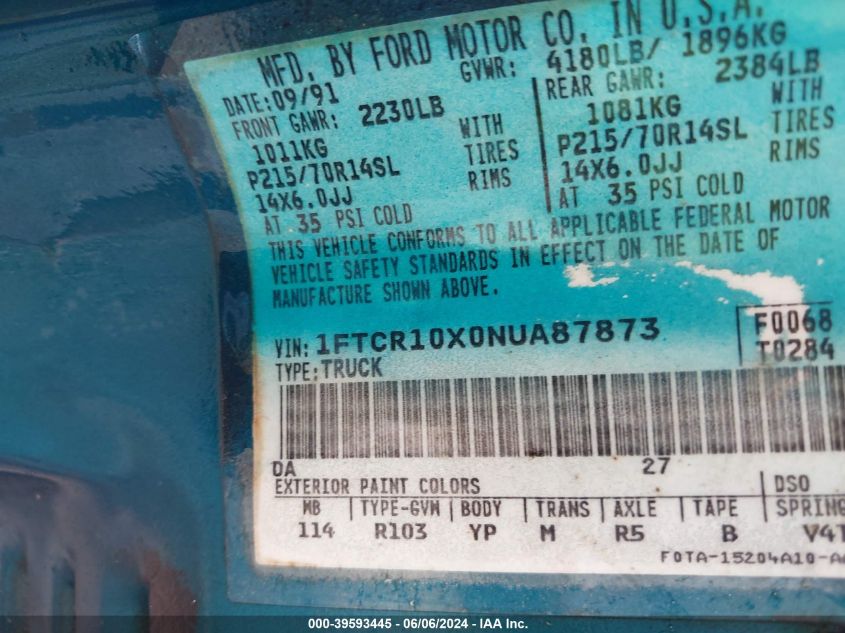 MFD. BY FORD MOTOR CO. IN U.S.A.
DATE: 09/91 GVWR: 4180LB/ 1896KG
FRONT GAWR: 2230LB REAR GAWR: 2384LB
1011KG WITH 1081KG WITH
P215/70R14SL TIRES P215/70R14SL TIRES
14X6.0JJ RIMS 14X6.0JJ RIMS
AT 35 PSI COLD AT 35 PSI COLD
THIS VEHICLE CONFORMS TO ALL APPLICABLE FEDERAL MOTOR
VEHICLE SAFETY STANDARDS IN EFFECT ON THE DATE OF
MANUFACTURE SHOWN ABOVE.
VIN: 1FTCR10X0NUA87873 F0068
TYPE: TRUCK T0284
DA 27
EXTERIOR PAINT COLORS DSO
WB TYPE-GVW BODY TRANS AXLE TAPE SPRING
114 R103 YP M R5 B V4T
F0TA-15204A10-A
000-39593445 - 06/06/2024 - IAA Inc.